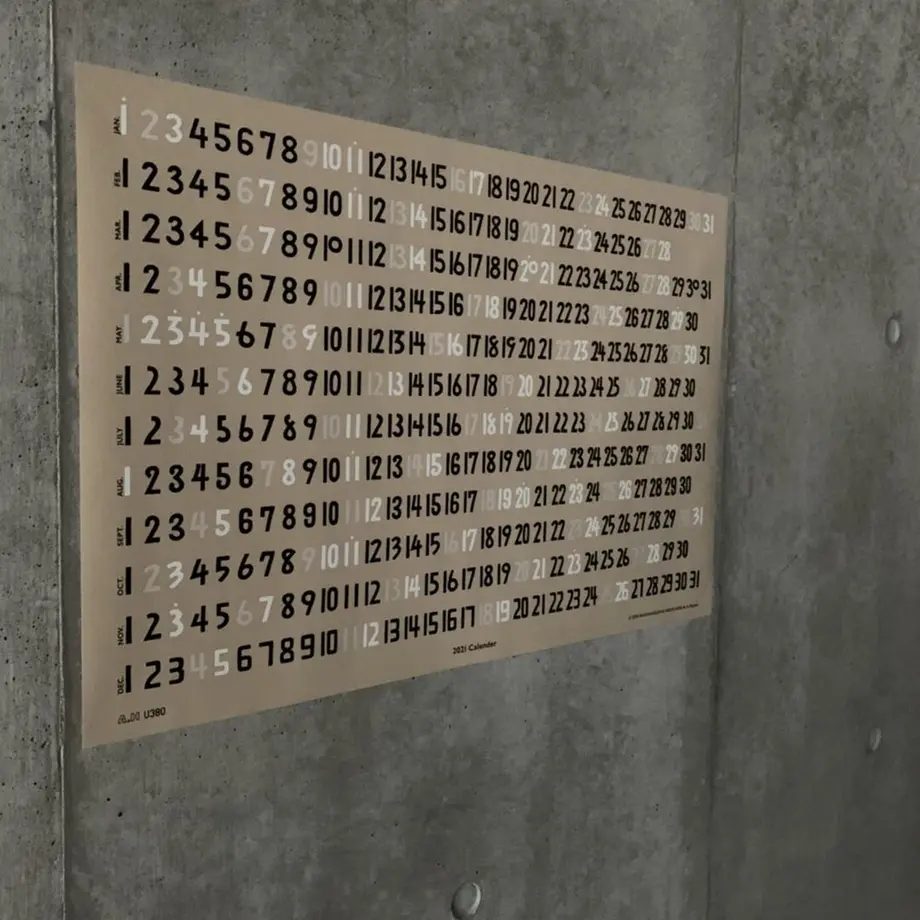 JAN. 1 2 3 4 5 6 7 8 9 10 11 12 13 14 15 16 17 18 19 20 21 22 23 24 25 26 27 28 29 30 31
FEB. 1 2 3 4 5 6 7 8 9 10 11 12 13 14 15 16 17 18 19 20 21 22 23 24 25 26 27 28
MAR. 1 2 3 4 5 6 7 8 9 10 11 12 13 14 15 16 17 18 19 20 21 22 23 24 25 26 27 28 29 30 31
APR. 1 2 3 4 5 6 7 8 9 10 11 12 13 14 15 16 17 18 19 20 21 22 23 24 25 26 27 28 29 30
MAY 1 2 3 4 5 6 7 8 9 10 11 12 13 14 15 16 17 18 19 20 21 22 23 24 25 26 27 28 29 30 31
JUNE 1 2 3 4 5 6 7 8 9 10 11 12 13 14 15 16 17 18 19 20 21 22 23 24 25 26 27 28 29 30
JULY 1 2 3 4 5 6 7 8 9 10 11 12 13 14 15 16 17 18 19 20 21 22 23 24 25 26 27 28 29 30
AUG. 1 2 3 4 5 6 7 8 9 10 11 12 13 14 15 16 17 18 19 20 21 22 23 24 25 26 27 28 29 30 31
SEPT. 1 2 3 4 5 6 7 8 9 10 11 12 13 14 15 16 17 18 19 20 21 22 23 24 25 26 27 28 29 30
OCT. 1 2 3 4 5 6 7 8 9 10 11 12 13 14 15 16 17 18 19 20 21 22 23 24 25 26 27 28 29 30 31
NOV. 1 2 3 4 5 6 7 8 9 10 11 12 13 14 15 16 17 18 19 20 21 22 23 24 25 26 27 28 29 30
DEC. 1 2 3 4 5 6 7 8 9 10 11 12 13 14 15 16 17 18 19 20 21 22 23 24 25 26 27 28 29 30 31
A.H U380
2021 Calender